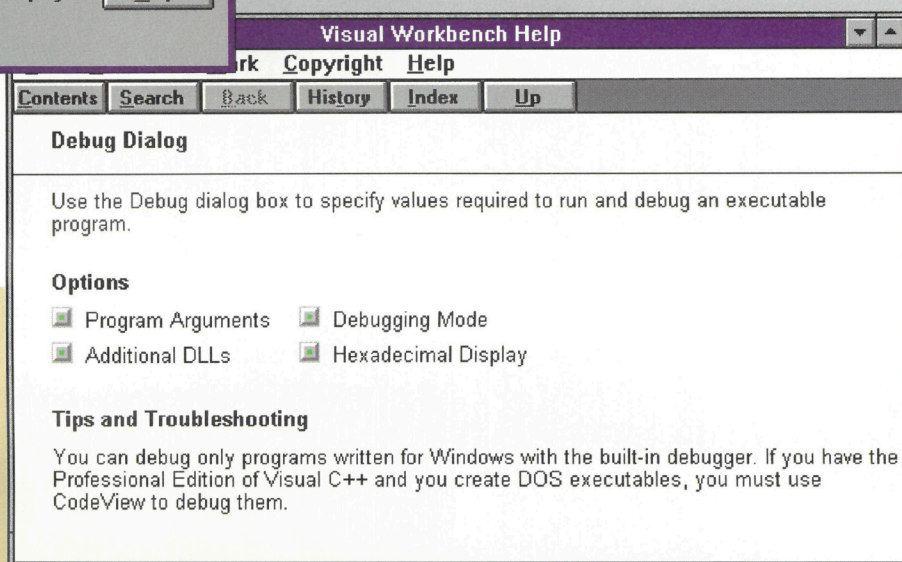 Visual Workbench Help
Copyright Help
Contents Search Back History Index Up
Debug Dialog
Use the Debug dialog box to specify values required to run and debug an executable
program.
Options
Program Arguments Debugging Mode
Additional DLLs Hexadecimal Display
Tips and Troubleshooting
You can debug only programs written for Windows with the built-in debugger. If you have the
Professional Edition of Visual C++ and you create DOS executables, you must use
CodeView to debug them.